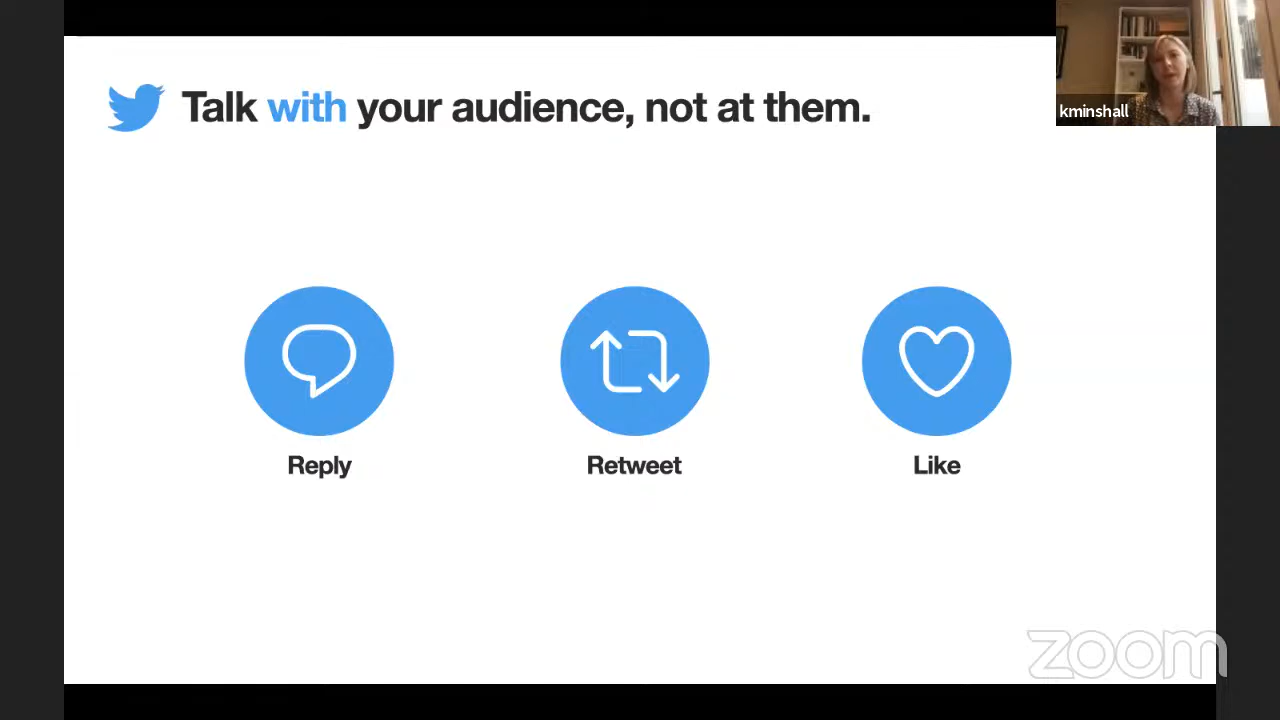 Talk with your audience, not at them.
kminshall
Reply
Retweet
Like
zoom